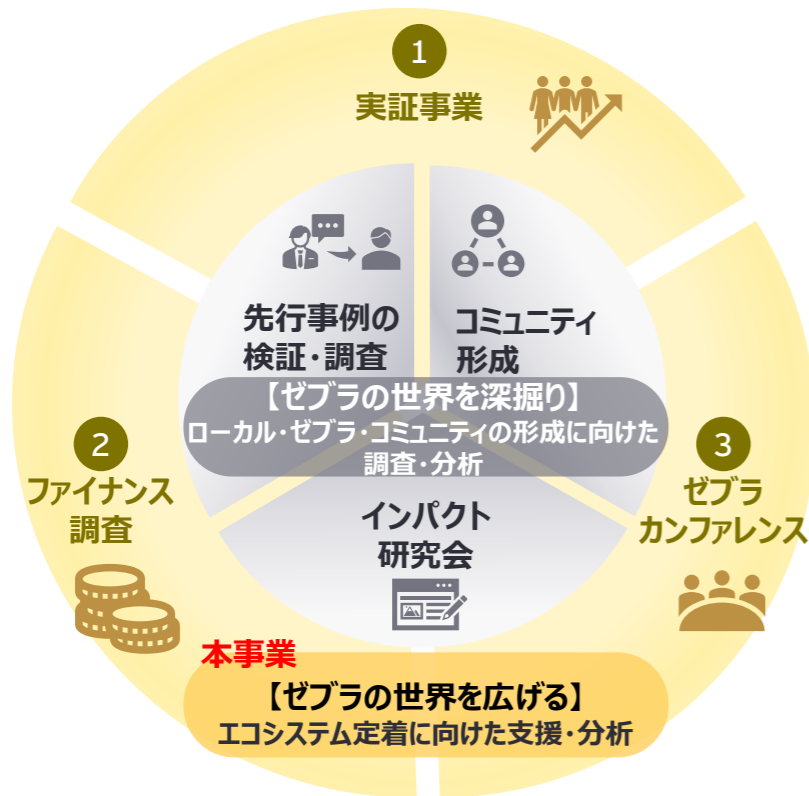 1
実証事業
先行事例の
検証・調査
コミュニティ
形成
【ゼブラの世界を深掘り】
ローカル・ゼブラ・コミュニティの形成に向けた
調査・分析
2
ファイナンス
調査
3
ゼブラ
カンファレンス
インパクト
研究会
本事業
【ゼブラの世界を広げる】
エコシステム定着に向けた支援・分析